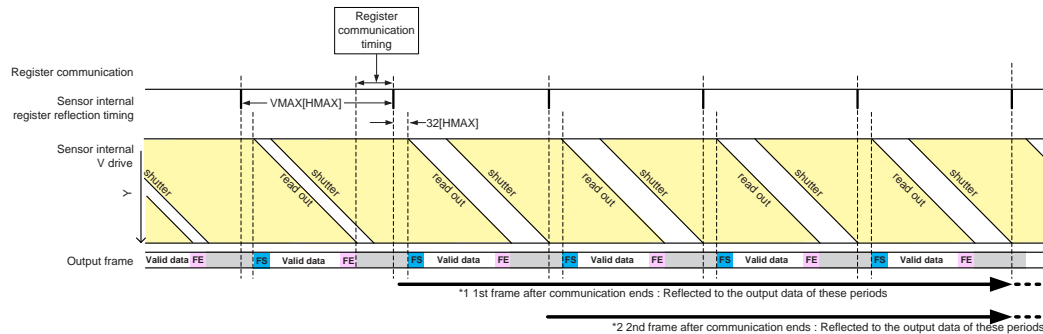 Register
communication
timing
Register communication
Sensor internal
register reflection timing
VMAX[HMAX]
32[HMAX]
Sensor internal
V drive
Y
shutter
read out
shutter
read out
shutter
read out
shutter
read out
shutter
read out
Output frame
Valid data FE
FS Valid data FE
FS Valid data FE
FS Valid data FE
FS Valid data FE
FS Valid data FE
*1 1st frame after communication ends : Reflected to the output data of these periods
*2 2nd frame after communication ends : Reflected to the output data of these periods